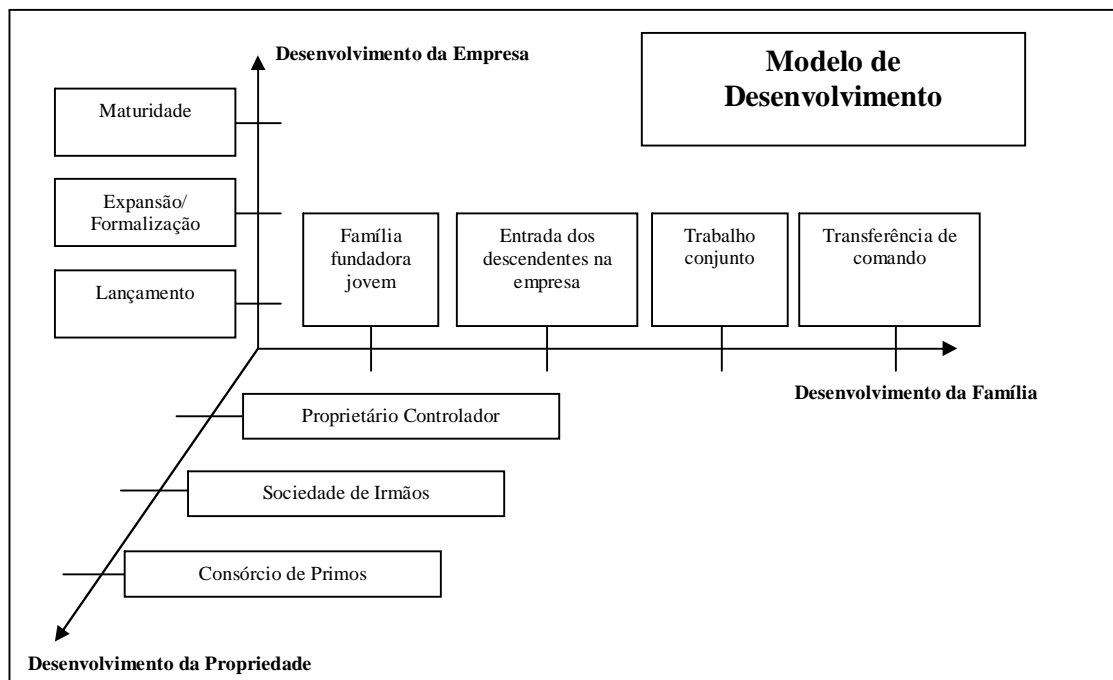 Desenvolvimento da Empresa
Modelo de
Desenvolvimento
Maturidade
Expansão/
Formalização
Lançamento
Família
fundadora
jovem
Entrada dos
descendentes na
empresa
Trabalho
conjunto
Transferência de
comando
Desenvolvimento da Família
Proprietário Controlador
Sociedade de Irmãos
Consórcio de Primos
Desenvolvimento da Propriedade